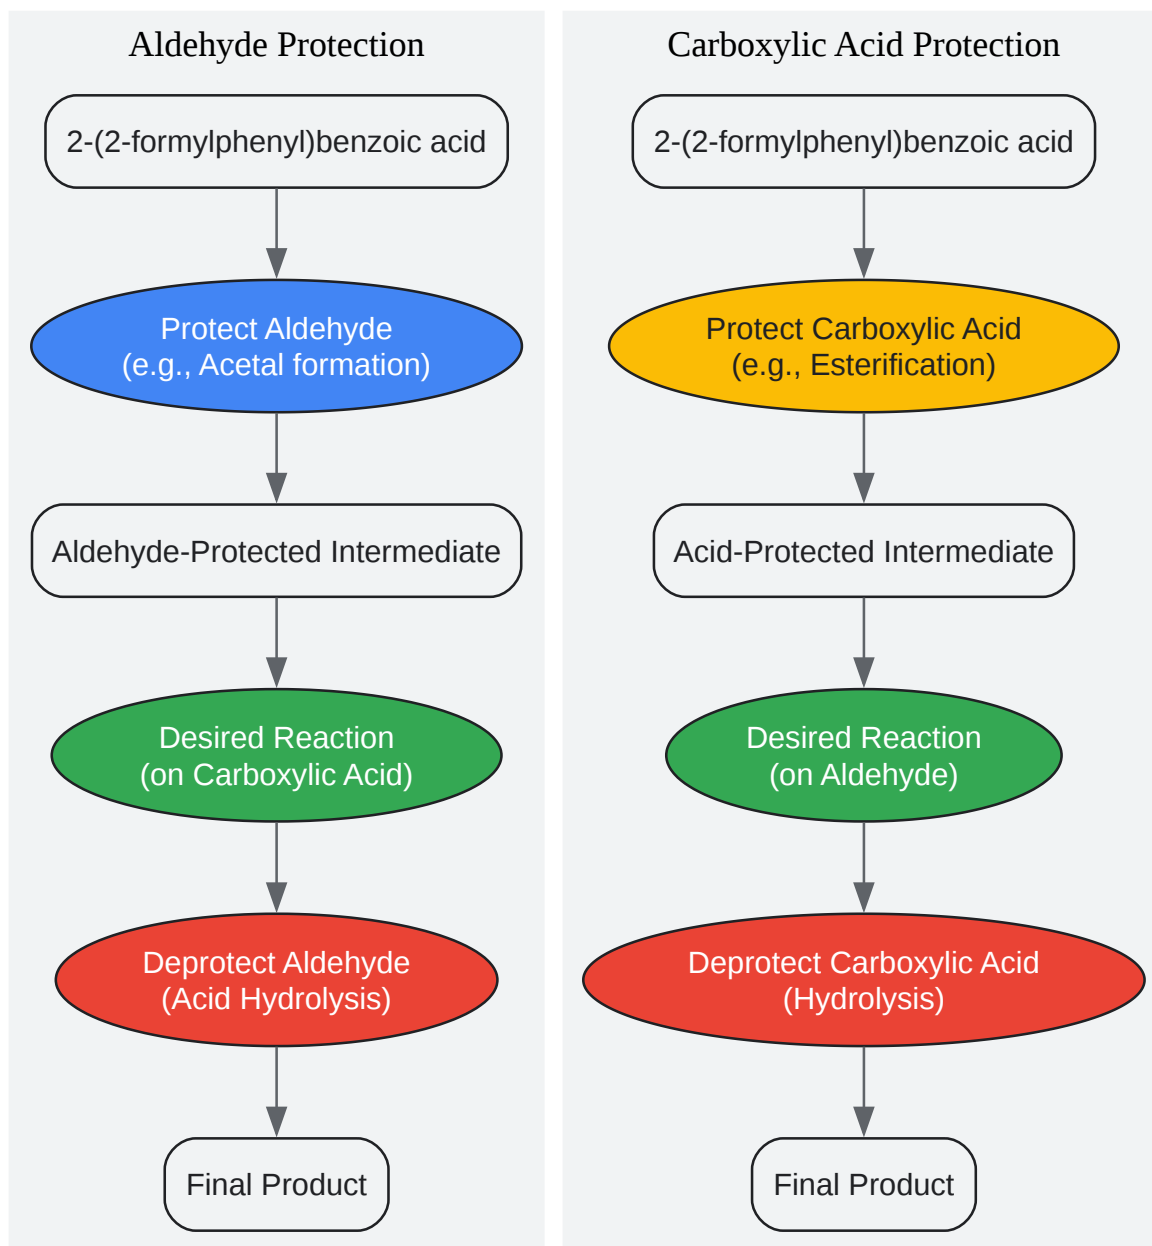 Aldehyde Protection
2-(2-formylphenyl)benzoic acid
Protect Aldehyde
(e.g., Acetal formation)
Aldehyde-Protected Intermediate
Desired Reaction
(on Carboxylic Acid)
Deprotect Aldehyde
(Acid Hydrolysis)
Final Product
Carboxylic Acid Protection
2-(2-formylphenyl)benzoic acid
Protect Carboxylic Acid
(e.g., Esterification)
Acid-Protected Intermediate
Desired Reaction
(on Aldehyde)
Deprotect Carboxylic Acid
(Hydrolysis)
Final Product